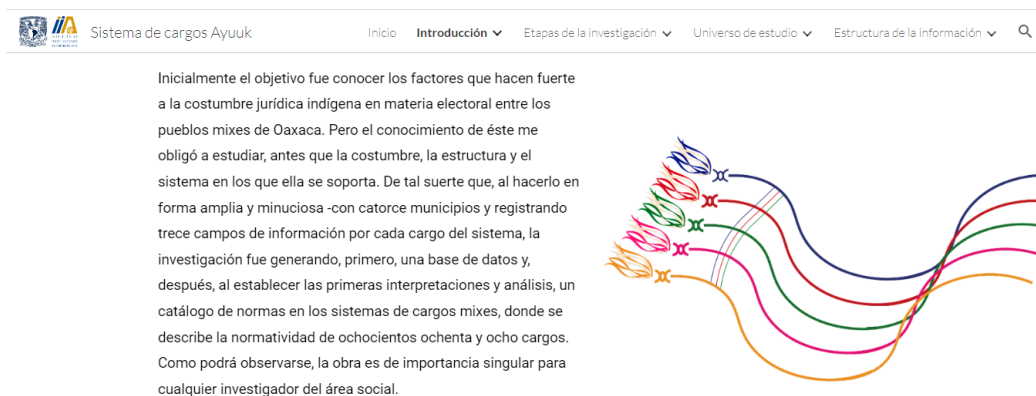 Sistema de cargos Ayuuk
Inicio
Introducción
Etapas de la investigación
Universo de estudio
Estructura de la información
Inicialmente el objetivo fue conocer los factores que hacen fuerte
a la costumbre jurídica indígena en materia electoral entre los
pueblos mixes de Oaxaca. Pero el conocimiento de éste me
obligó a estudiar, antes que la costumbre, la estructura y el
sistema en los que ella se soporta. De tal suerte que, al hacerlo en
forma amplia y minuciosa -con catorce municipios y registrando
trece campos de información por cada cargo del sistema, la
investigación fue generando, primero, una base de datos y,
después, al establecer las primeras interpretaciones y análisis, un
catálogo de normas en los sistemas de cargos mixes, donde se
describe la normatividad de ochocientos ochenta y ocho cargos.
Como podrá observarse, la obra es de importancia singular para
cualquier investigador del área social.